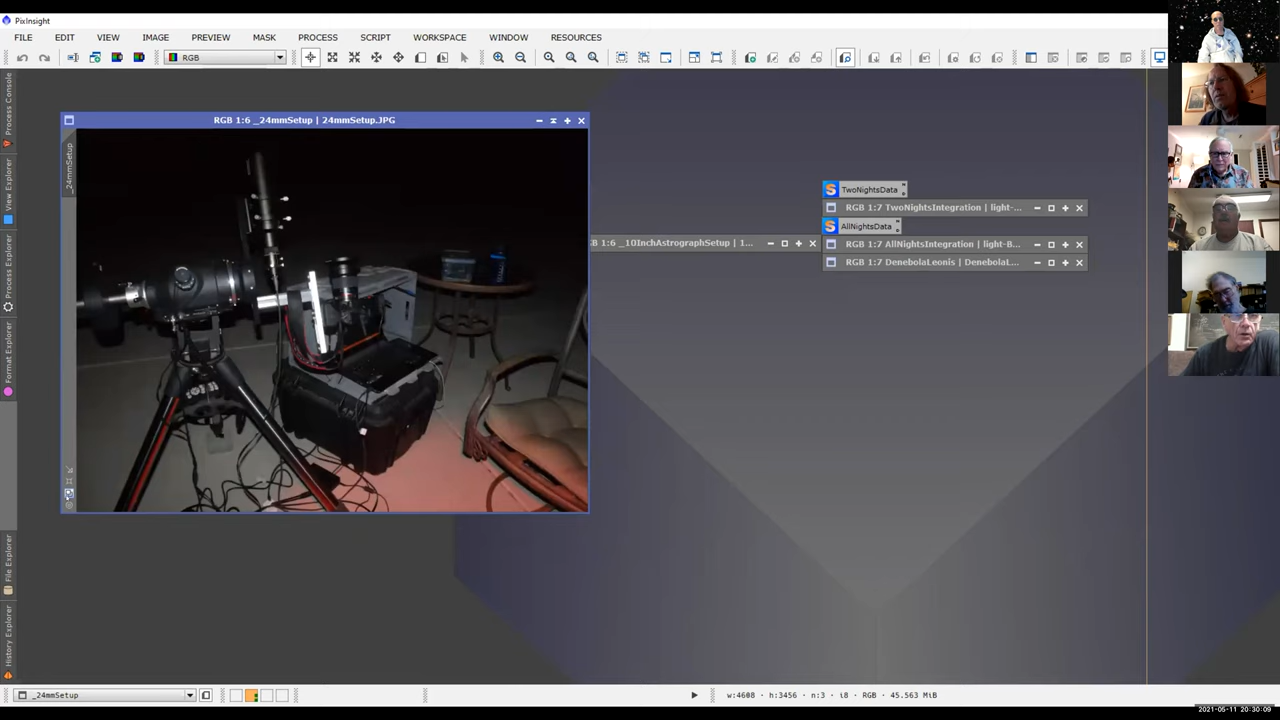 PixInsight
FILE EDIT VIEW IMAGE PREVIEW MASK PROCESS SCRIPT WORKSPACE WINDOW RESOURCES
RGB
Process Console
View Explorer
Process Explorer
Format Explorer
File Explorer
History Explorer
RGB 1:6 _24mmSetup | 24mmSetup.JPG
_24mmSetup
TwoNightsData
RGB 1:7 TwoNightsIntegration | light-...
AllNightsData
GB 1:6 _10InchAstrographSetup | 1...
RGB 1:7 AllNightsIntegration | light-B...
RGB 1:7 DenebolaLeonis | DenebolaL...
_24mmSetup
w:4608 · h:3456 · n:3 · i8 · RGB · 45.563 MiB
2021-05-11 20:30:09